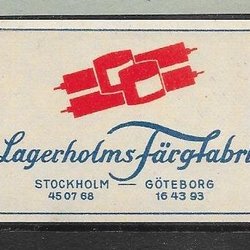 Lagerholms Färgfabrik
STOCKHOLM — GÖTEBORG
45 07 68 16 43 93